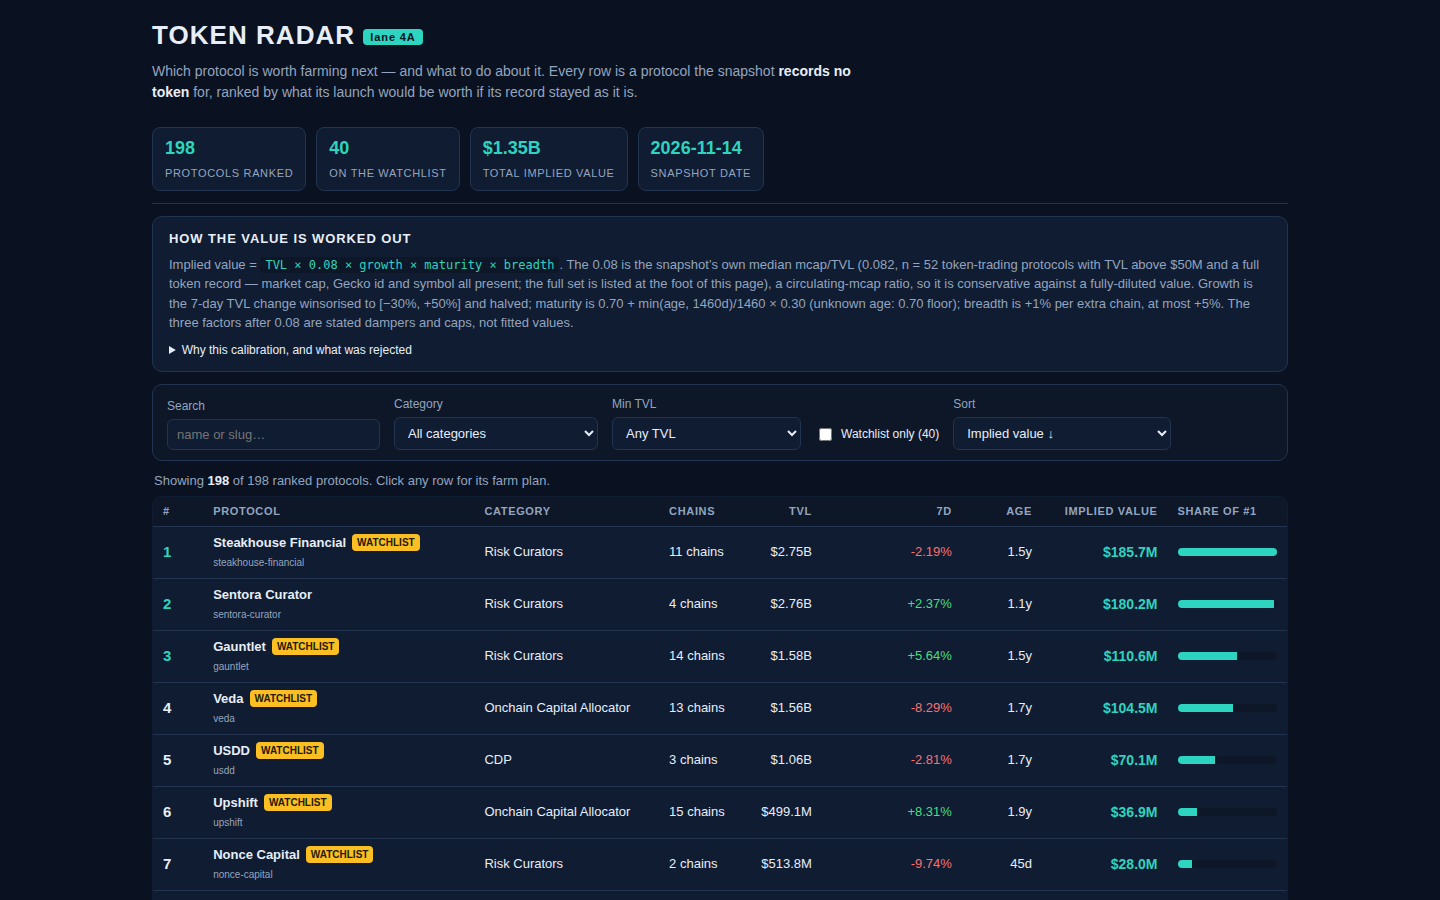 TOKEN RADAR lane 4A
Which protocol is worth farming next — and what to do about it. Every row is a protocol the snapshot records no
token for, ranked by what its launch would be worth if its record stayed as it is.
198
PROTOCOLS RANKED
40
ON THE WATCHLIST
$1.35B
TOTAL IMPLIED VALUE
2026-11-14
SNAPSHOT DATE
HOW THE VALUE IS WORKED OUT
Implied value = TVL × 0.08 × growth × maturity × breadth. The 0.08 is the snapshot's own median mcap/TVL (0.082, n = 52 token-trading protocols with TVL above $50M and a full
token record — market cap, Gecko id and symbol all present; the full set is listed at the foot of this page), a circulating-mcap ratio, so it is conservative against a fully-diluted value. Growth is
the 7-day TVL change winsorised to [−30%, +50%] and halved; maturity is 0.70 + min(age, 1460d)/1460 × 0.30 (unknown age: 0.70 floor); breadth is +1% per extra chain, at most +5%. The
three factors after 0.08 are stated dampers and caps, not fitted values.
▶ Why this calibration, and what was rejected
Search
name or slug…
Category
All categories
Min TVL
Any TVL
Watchlist only (40)
Sort
Implied value ↓
Showing 198 of 198 ranked protocols. Click any row for its farm plan.
# PROTOCOL CATEGORY CHAINS TVL 7D AGE IMPLIED VALUE SHARE OF #1
1 Steakhouse Financial WATCHLIST Risk Curators 11 chains $2.75B -2.19% 1.5y $185.7M
steakhouse-financial
2 Sentora Curator Risk Curators 4 chains $2.76B +2.37% 1.1y $180.2M
sentora-curator
3 Gauntlet WATCHLIST Risk Curators 14 chains $1.58B +5.64% 1.5y $110.6M
gauntlet
4 Veda WATCHLIST Onchain Capital Allocator 13 chains $1.56B -8.29% 1.7y $104.5M
veda
5 USDD WATCHLIST CDP 3 chains $1.06B -2.81% 1.7y $70.1M
usdd
6 Upshift WATCHLIST Onchain Capital Allocator 15 chains $499.1M +8.31% 1.9y $36.9M
upshift
7 Nonce Capital WATCHLIST Risk Curators 2 chains $513.8M -9.74% 45d $28.0M
nonce-capital